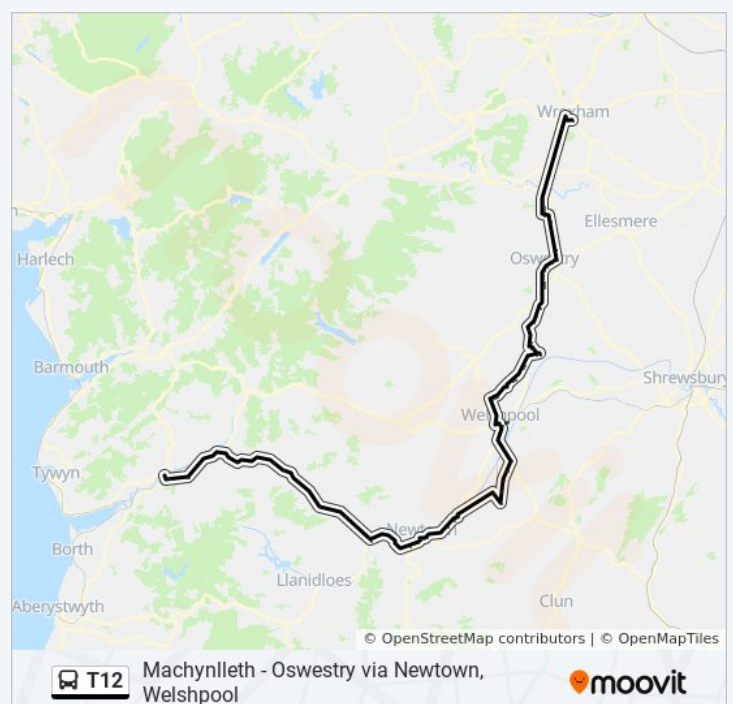 Wrexham
Ellesmere
Harlech
Oswestry
Barmouth
Shrewsbury
Welshpool
Tywyn
Newtown
Borth
Llanidloes
Aberystwyth
Clun
© OpenStreetMap contributors | © OpenMapTiles
T12
Machynlleth - Oswestry via Newtown,
Welshpool
moovit